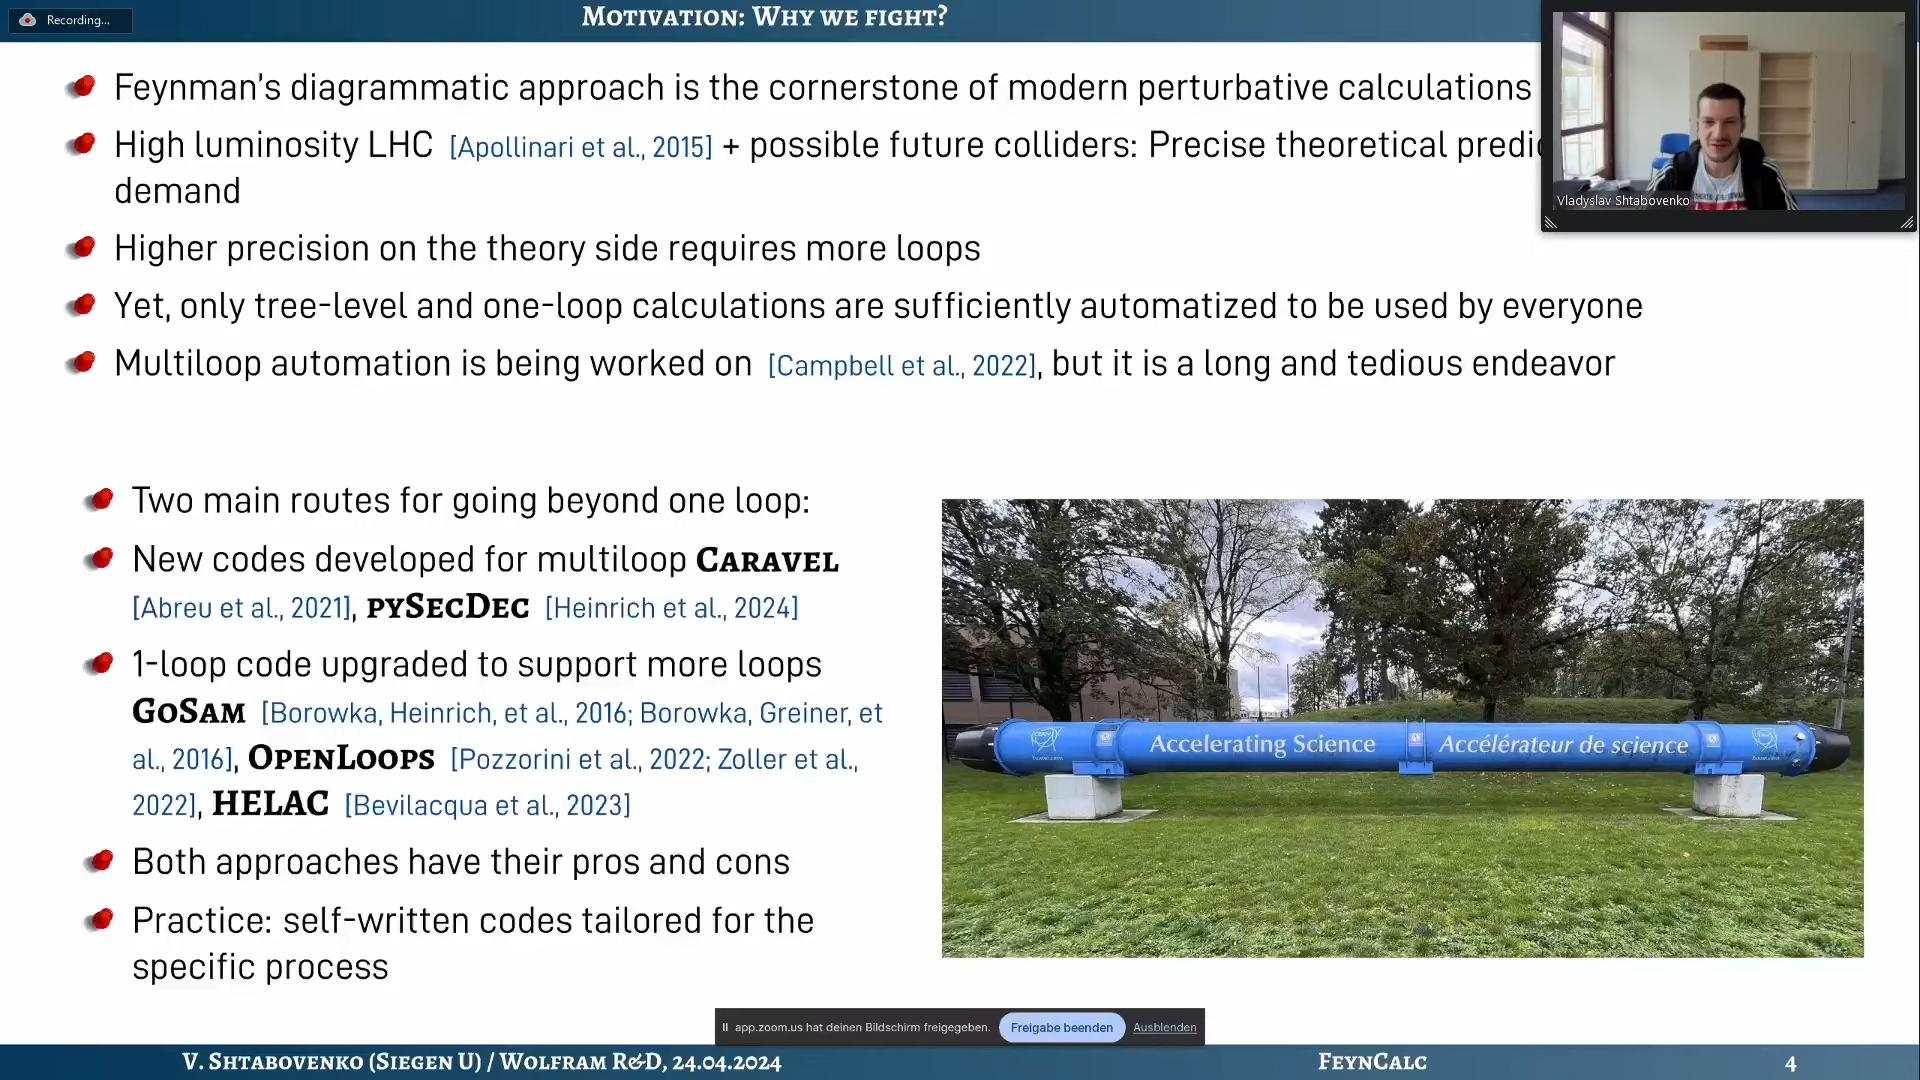 Recording...
Motivation: Why we fight?
Feynman's diagrammatic approach is the cornerstone of modern perturbative calculations
High luminosity LHC [Apollinari et al., 2015] + possible future colliders: Precise theoretical
demand
Vladyslav Shtabovenko
Higher precision on the theory side requires more loops
Yet, only tree-level and one-loop calculations are sufficiently automatized to be used by everyone
Multiloop automation is being worked on [Campbell et al., 2022], but it is a long and tedious endeavor
Two main routes for going beyond one loop:
New codes developed for multiloop Caravel
[Abreu et al., 2021], pySecDec [Heinrich et al., 2024]
1-loop code upgraded to support more loops
GoSam [Borowka, Heinrich, et al., 2016; Borowka, Greiner, et
al., 2016], OpenLoops [Pozzorini et al., 2022; Zoller et al.,
2022], HELAC [Bevilacqua et al., 2023]
Both approaches have their pros and cons
Practice: self-written codes tailored for the
specific process
Accelerating Science
Accélérateur de science
app.zoom.us hat deinen Bildschirm freigegeben. Freigabe beenden Ausblenden
V. Shtabovenko (Siegen U) / Wolfram R&D, 24.04.2024
FeynCalc
4